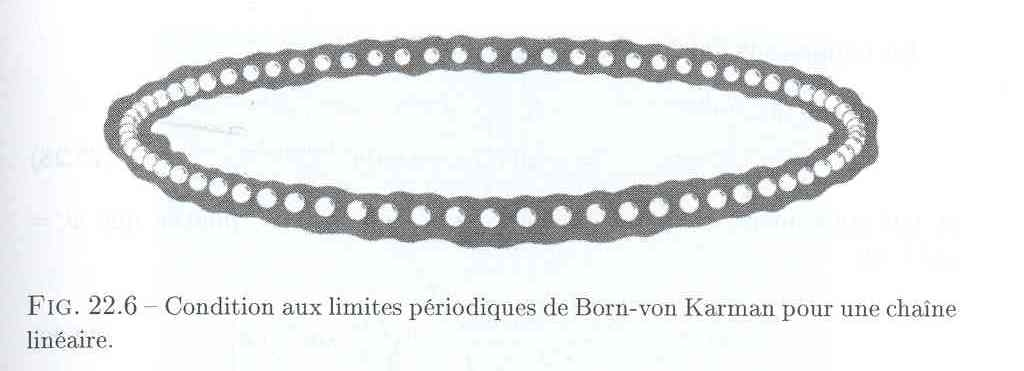 FIG. 22.6 – Condition aux limites périodiques de Born-von Karman pour une chaîne
linéaire.